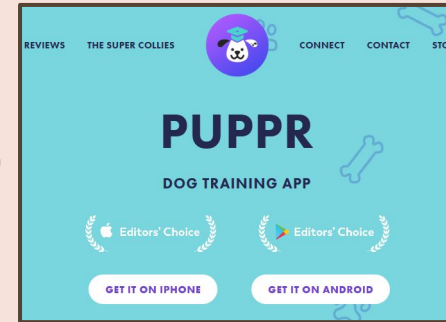 REVIEWS THE SUPER COLLIES CONNECT CONTACT STO
PUPPR
DOG TRAINING APP
Editors' Choice Editors' Choice
GET IT ON IPHONE GET IT ON ANDROID